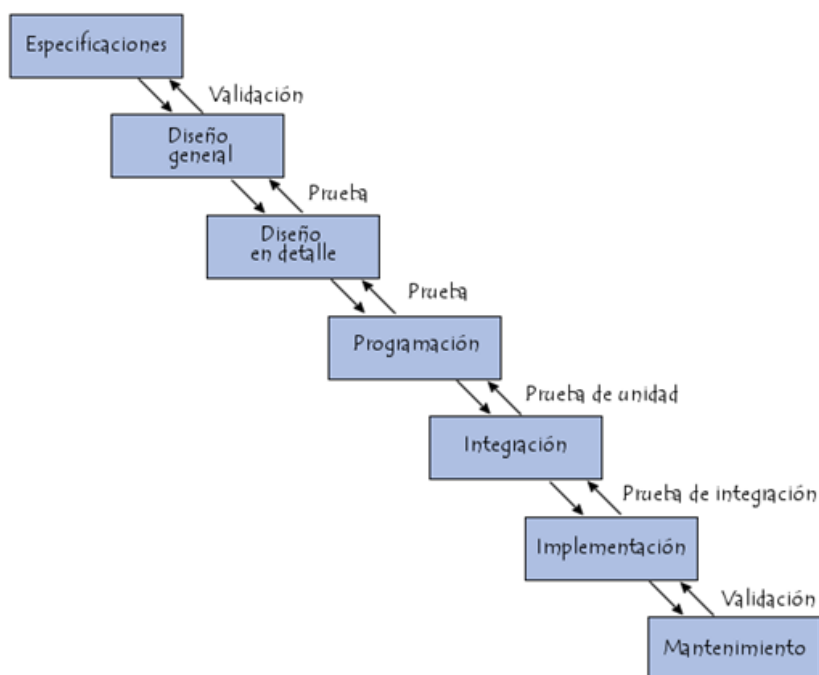 Especificaciones
Validación
Diseño
general
Prueba
Diseño
en detalle
Prueba
Programación
Prueba de unidad
Integración
Prueba de integración
Implementación
Validación
Mantenimiento